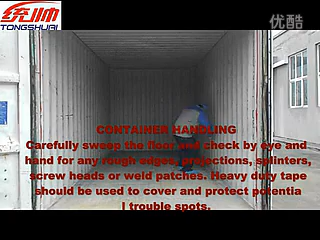 统帅
TONGSHUAI
优酷
CONTAINER HANDLING
Carefully sweep the floor and check by eye and
hand for any rough edges, projections, splinters,
screw heads or weld patches. Heavy duty tape
should be used to cover and protect potentia
l trouble spots.